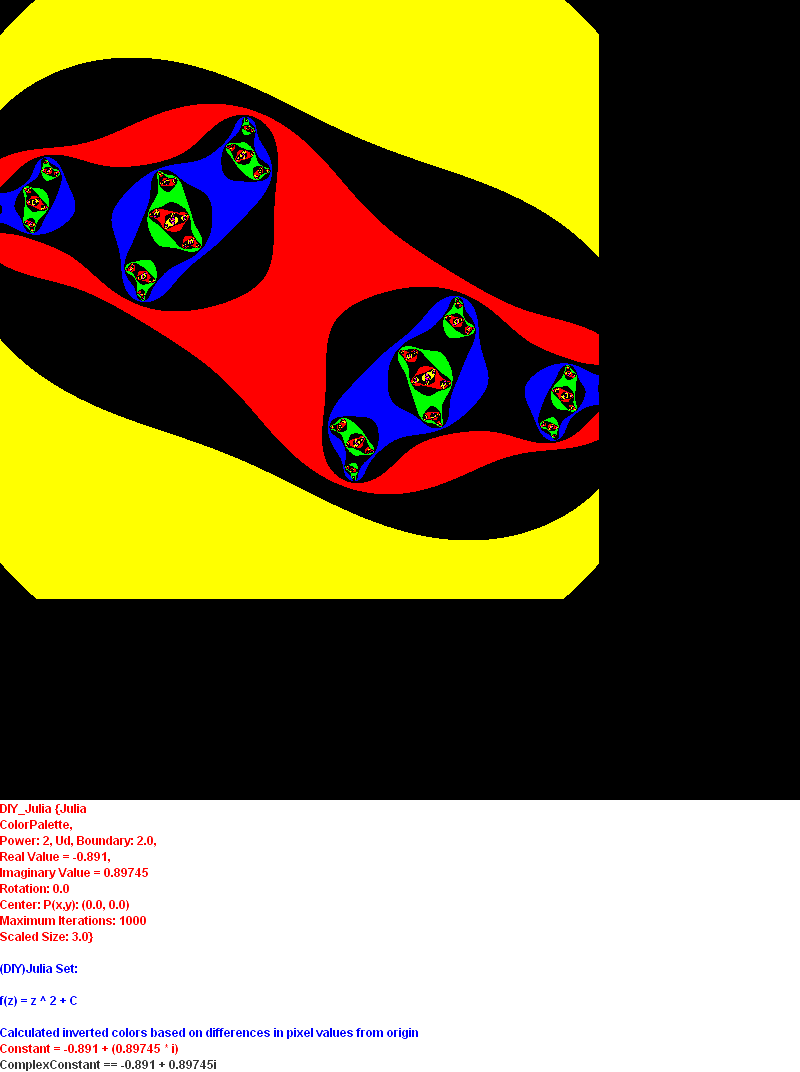 DIY_Julia {Julia
ColorPalette,
Power: 2, Ud, Boundary: 2.0,
Real Value = -0.891,
Imaginary Value = 0.89745
Rotation: 0.0
Center: P(x,y): (0.0, 0.0)
Maximum Iterations: 1000
Scaled Size: 3.0}
(DIY)Julia Set:
f(z) = z ^ 2 + C
Calculated inverted colors based on differences in pixel values from origin
Constant = -0.891 + (0.89745 * i)
ComplexConstant == -0.891 + 0.89745i